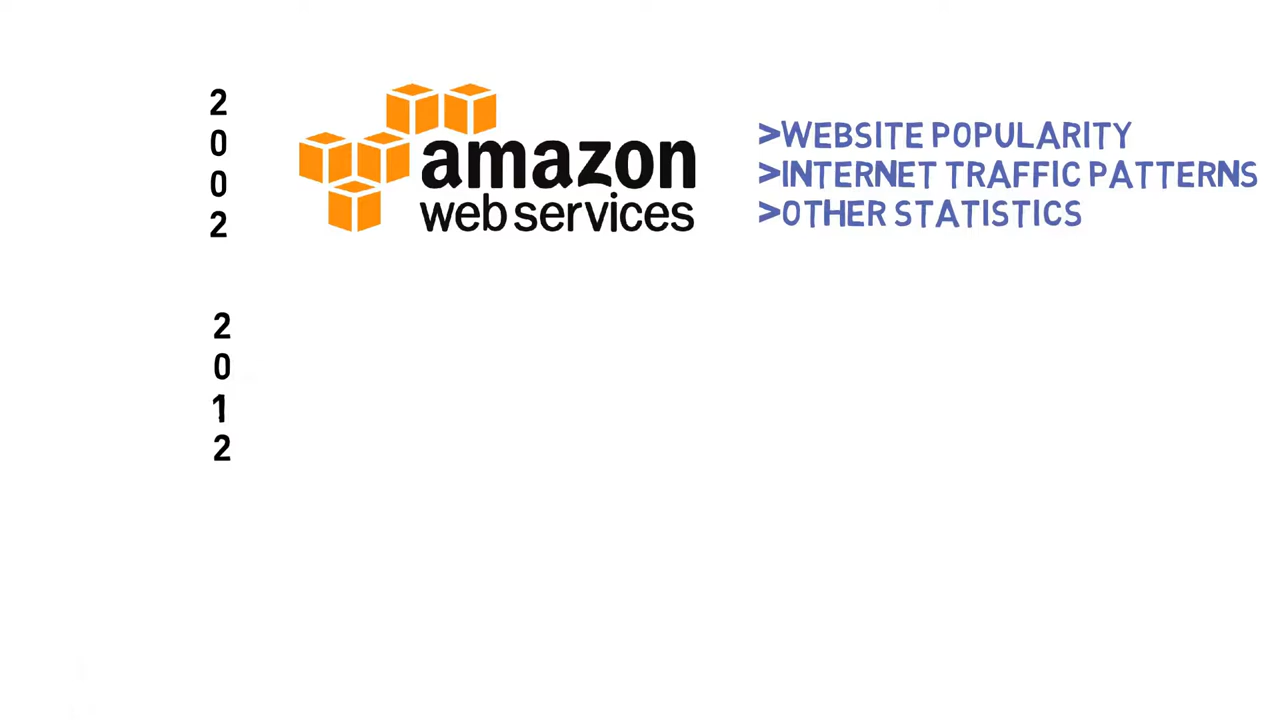 2
0
0
2
amazon
web services
>WEBSITE POPULARITY
>INTERNET TRAFFIC PATTERNS
>OTHER STATISTICS
2
0
1
2